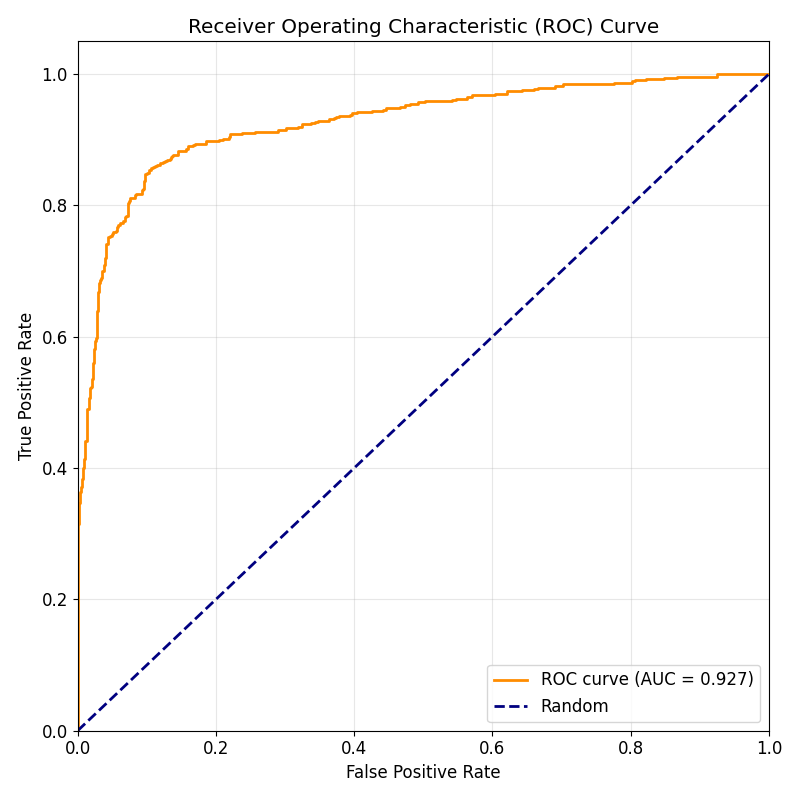 Receiver Operating Characteristic (ROC) Curve
True Positive Rate
1.0
0.8
0.6
0.4
0.2
0.0
0.0 0.2 0.4 0.6 0.8 1.0
False Positive Rate
ROC curve (AUC = 0.927)
Random